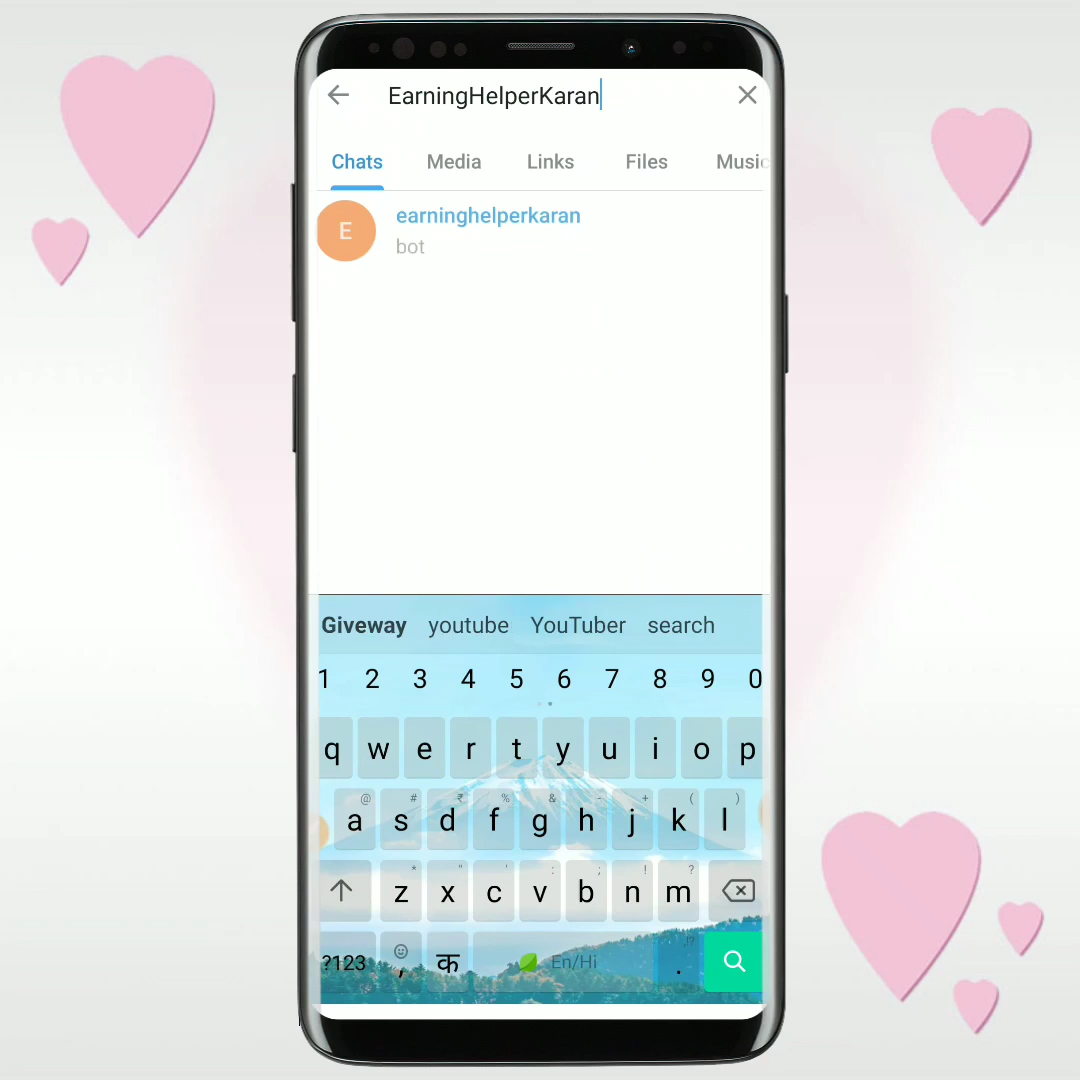 EarningHelperKaran
Chats Media Links Files Music
E
earninghelperkaran
bot
Giveway youtube YouTuber search
1 2 3 4 5 6 7 8 9 0
q w e r t y u i o p
@ # ₹ % & - + ( )
a s d f g h j k l
* " ' : ; ! ?
z x c v b n m
!?
?123 , क En/Hi .